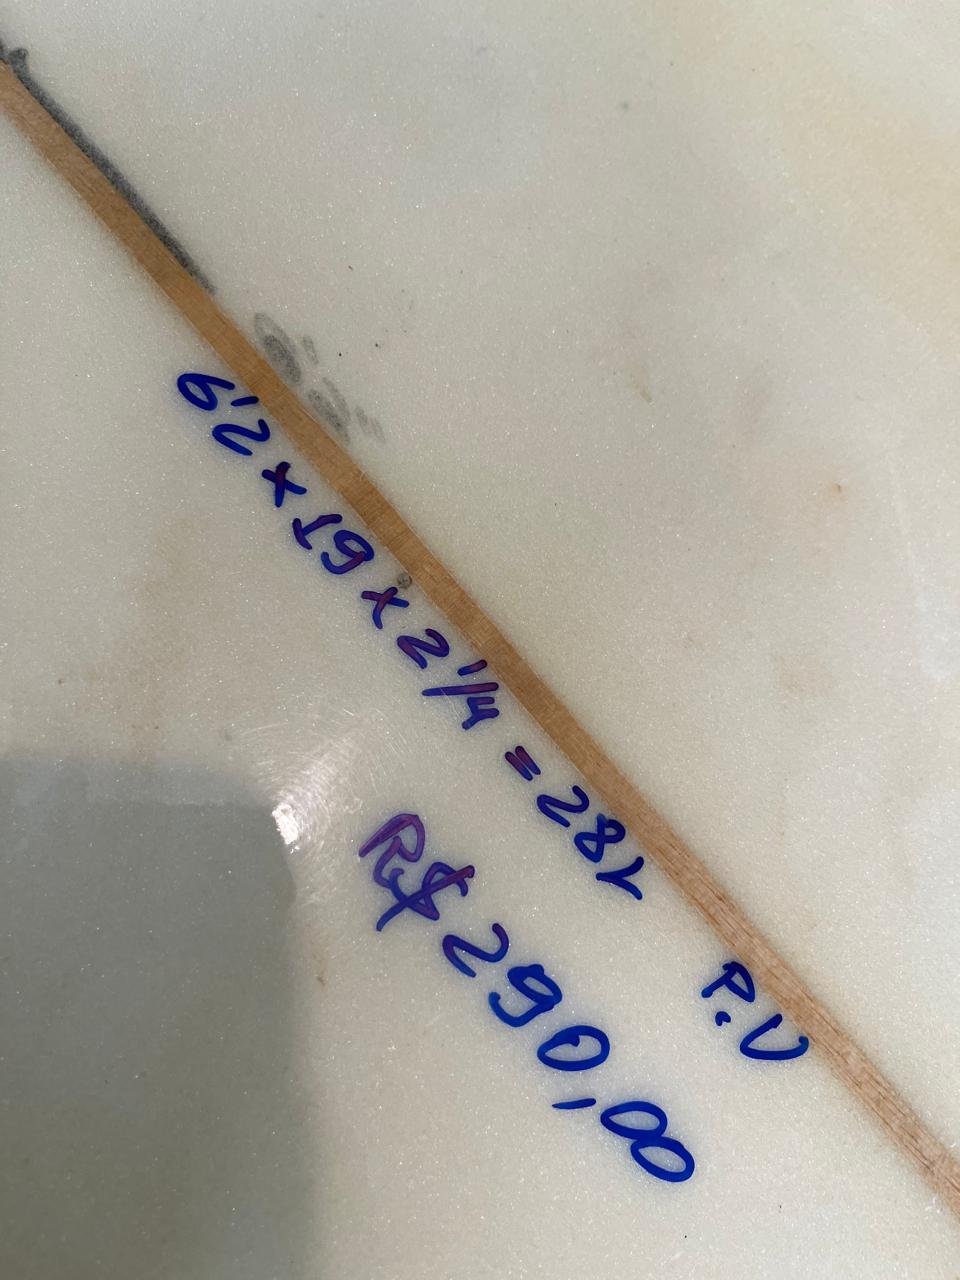 6'2 x 19 x 2 1/4 = 28L
P.V
R$ 290,00